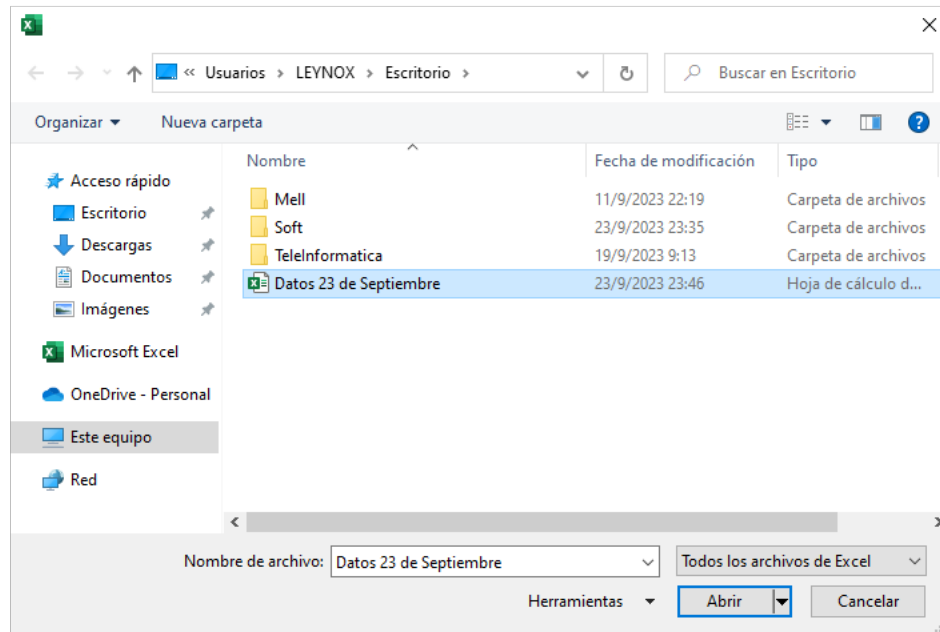 « Usuarios > LEYNOX > Escritorio >
Buscar en Escritorio
Organizar
Nueva carpeta
Nombre
Fecha de modificación
Tipo
Acceso rápido
Escritorio
Descargas
Documentos
Imágenes
Microsoft Excel
OneDrive - Personal
Este equipo
Red
Mell 11/9/2023 22:19 Carpeta de archivos
Soft 23/9/2023 23:35 Carpeta de archivos
TeleInformatica 19/9/2023 9:13 Carpeta de archivos
Datos 23 de Septiembre 23/9/2023 23:46 Hoja de cálculo d...
Nombre de archivo: Datos 23 de Septiembre
Todos los archivos de Excel
Herramientas
Abrir
Cancelar